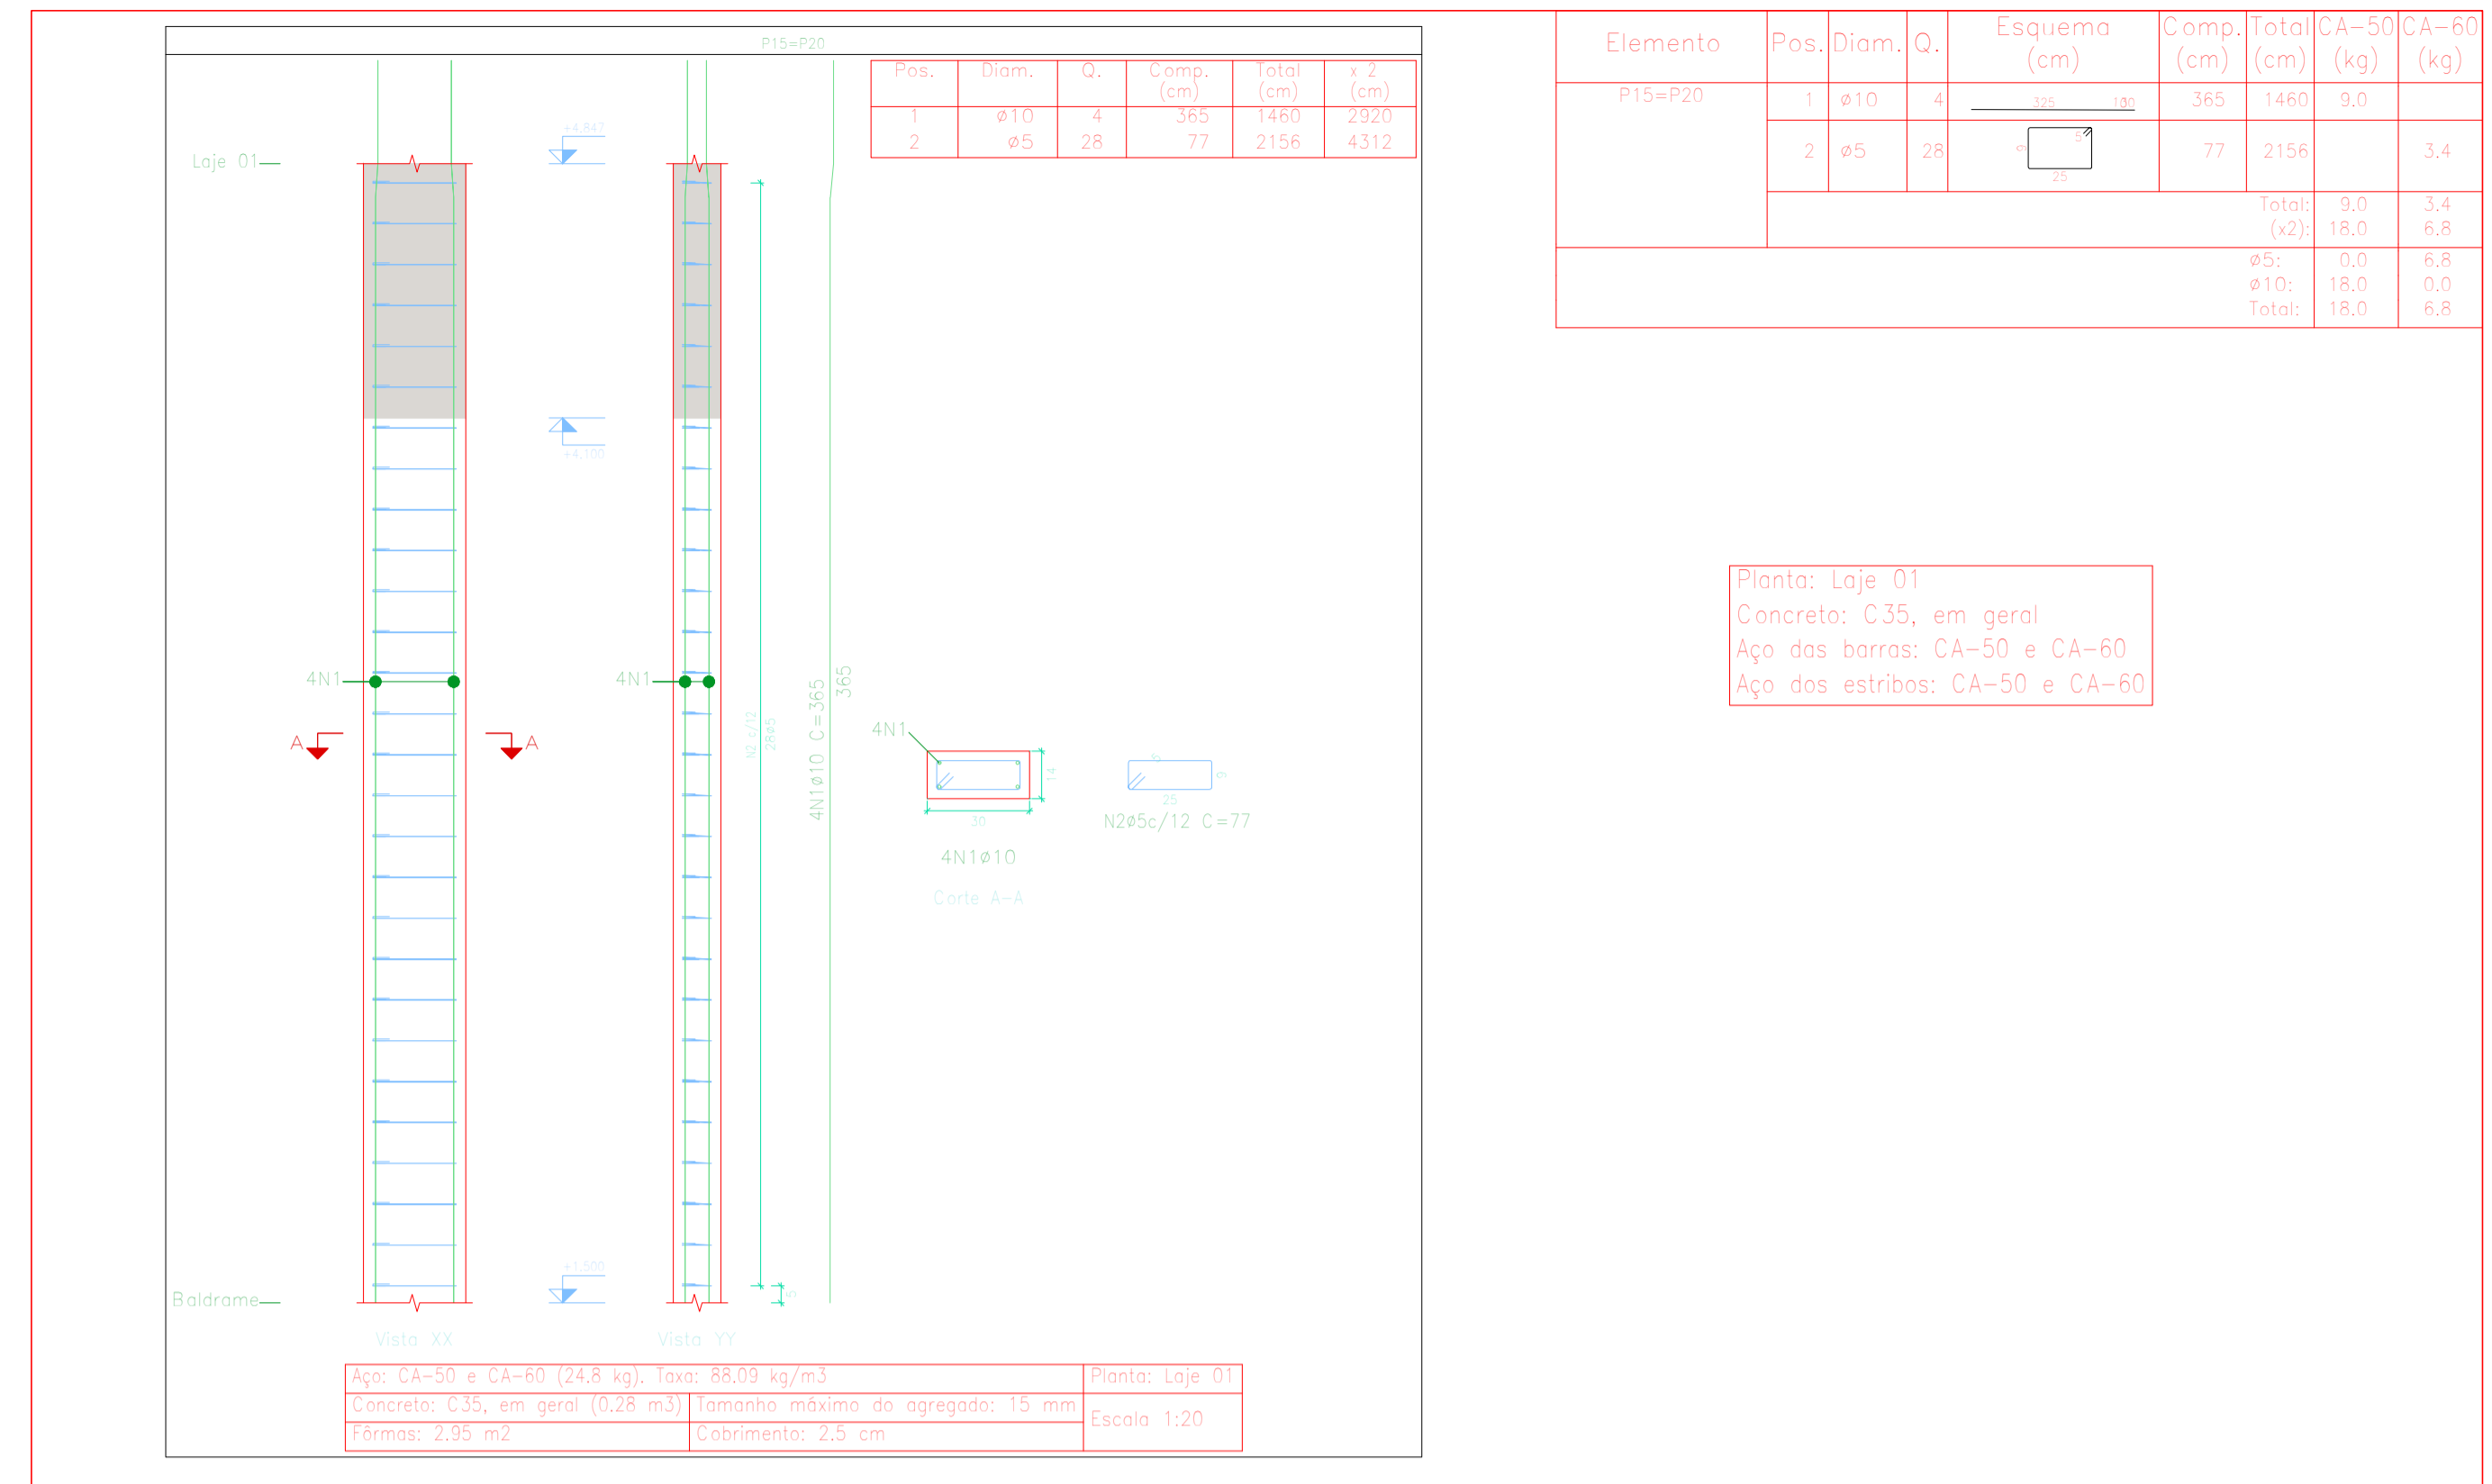 P15=P20
Pos. Diam. Q. Comp. (cm) Total (cm) x 2 (cm)
1 ø10 4 365 1460 2920
2 ø5 28 77 2156 4312
Laje 01
+4.847
+4.100
4N1
4N1
A A
N2 c/12
28ø5
4N1ø10 C=365
365
4N1
14
30
4N1ø10
Corte A-A
5
9
25
N2ø5c/12 C=77
+1.500
5
Baldrame
Vista XX
Vista YY
Aço: CA-50 e CA-60 (24.8 kg). Taxa: 88.09 kg/m3
Planta: Laje 01
Concreto: C35, em geral (0.28 m3)
Tamanho máximo do agregado: 15 mm
Escala 1:20
Fôrmas: 2.95 m2
Cobrimento: 2.5 cm
Elemento Pos. Diam. Q. Esquema (cm) Comp. (cm) Total (cm) CA-50 (kg) CA-60 (kg)
P15=P20 1 ø10 4 325 365 1460 9.0
2 ø5 28 9 5 25 77 2156 3.4
Total: 9.0 3.4
(x2): 18.0 6.8
ø5: 0.0 6.8
ø10: 18.0 0.0
Total: 18.0 6.8
Planta: Laje 01
Concreto: C35, em geral
Aço das barras: CA-50 e CA-60
Aço dos estribos: CA-50 e CA-60